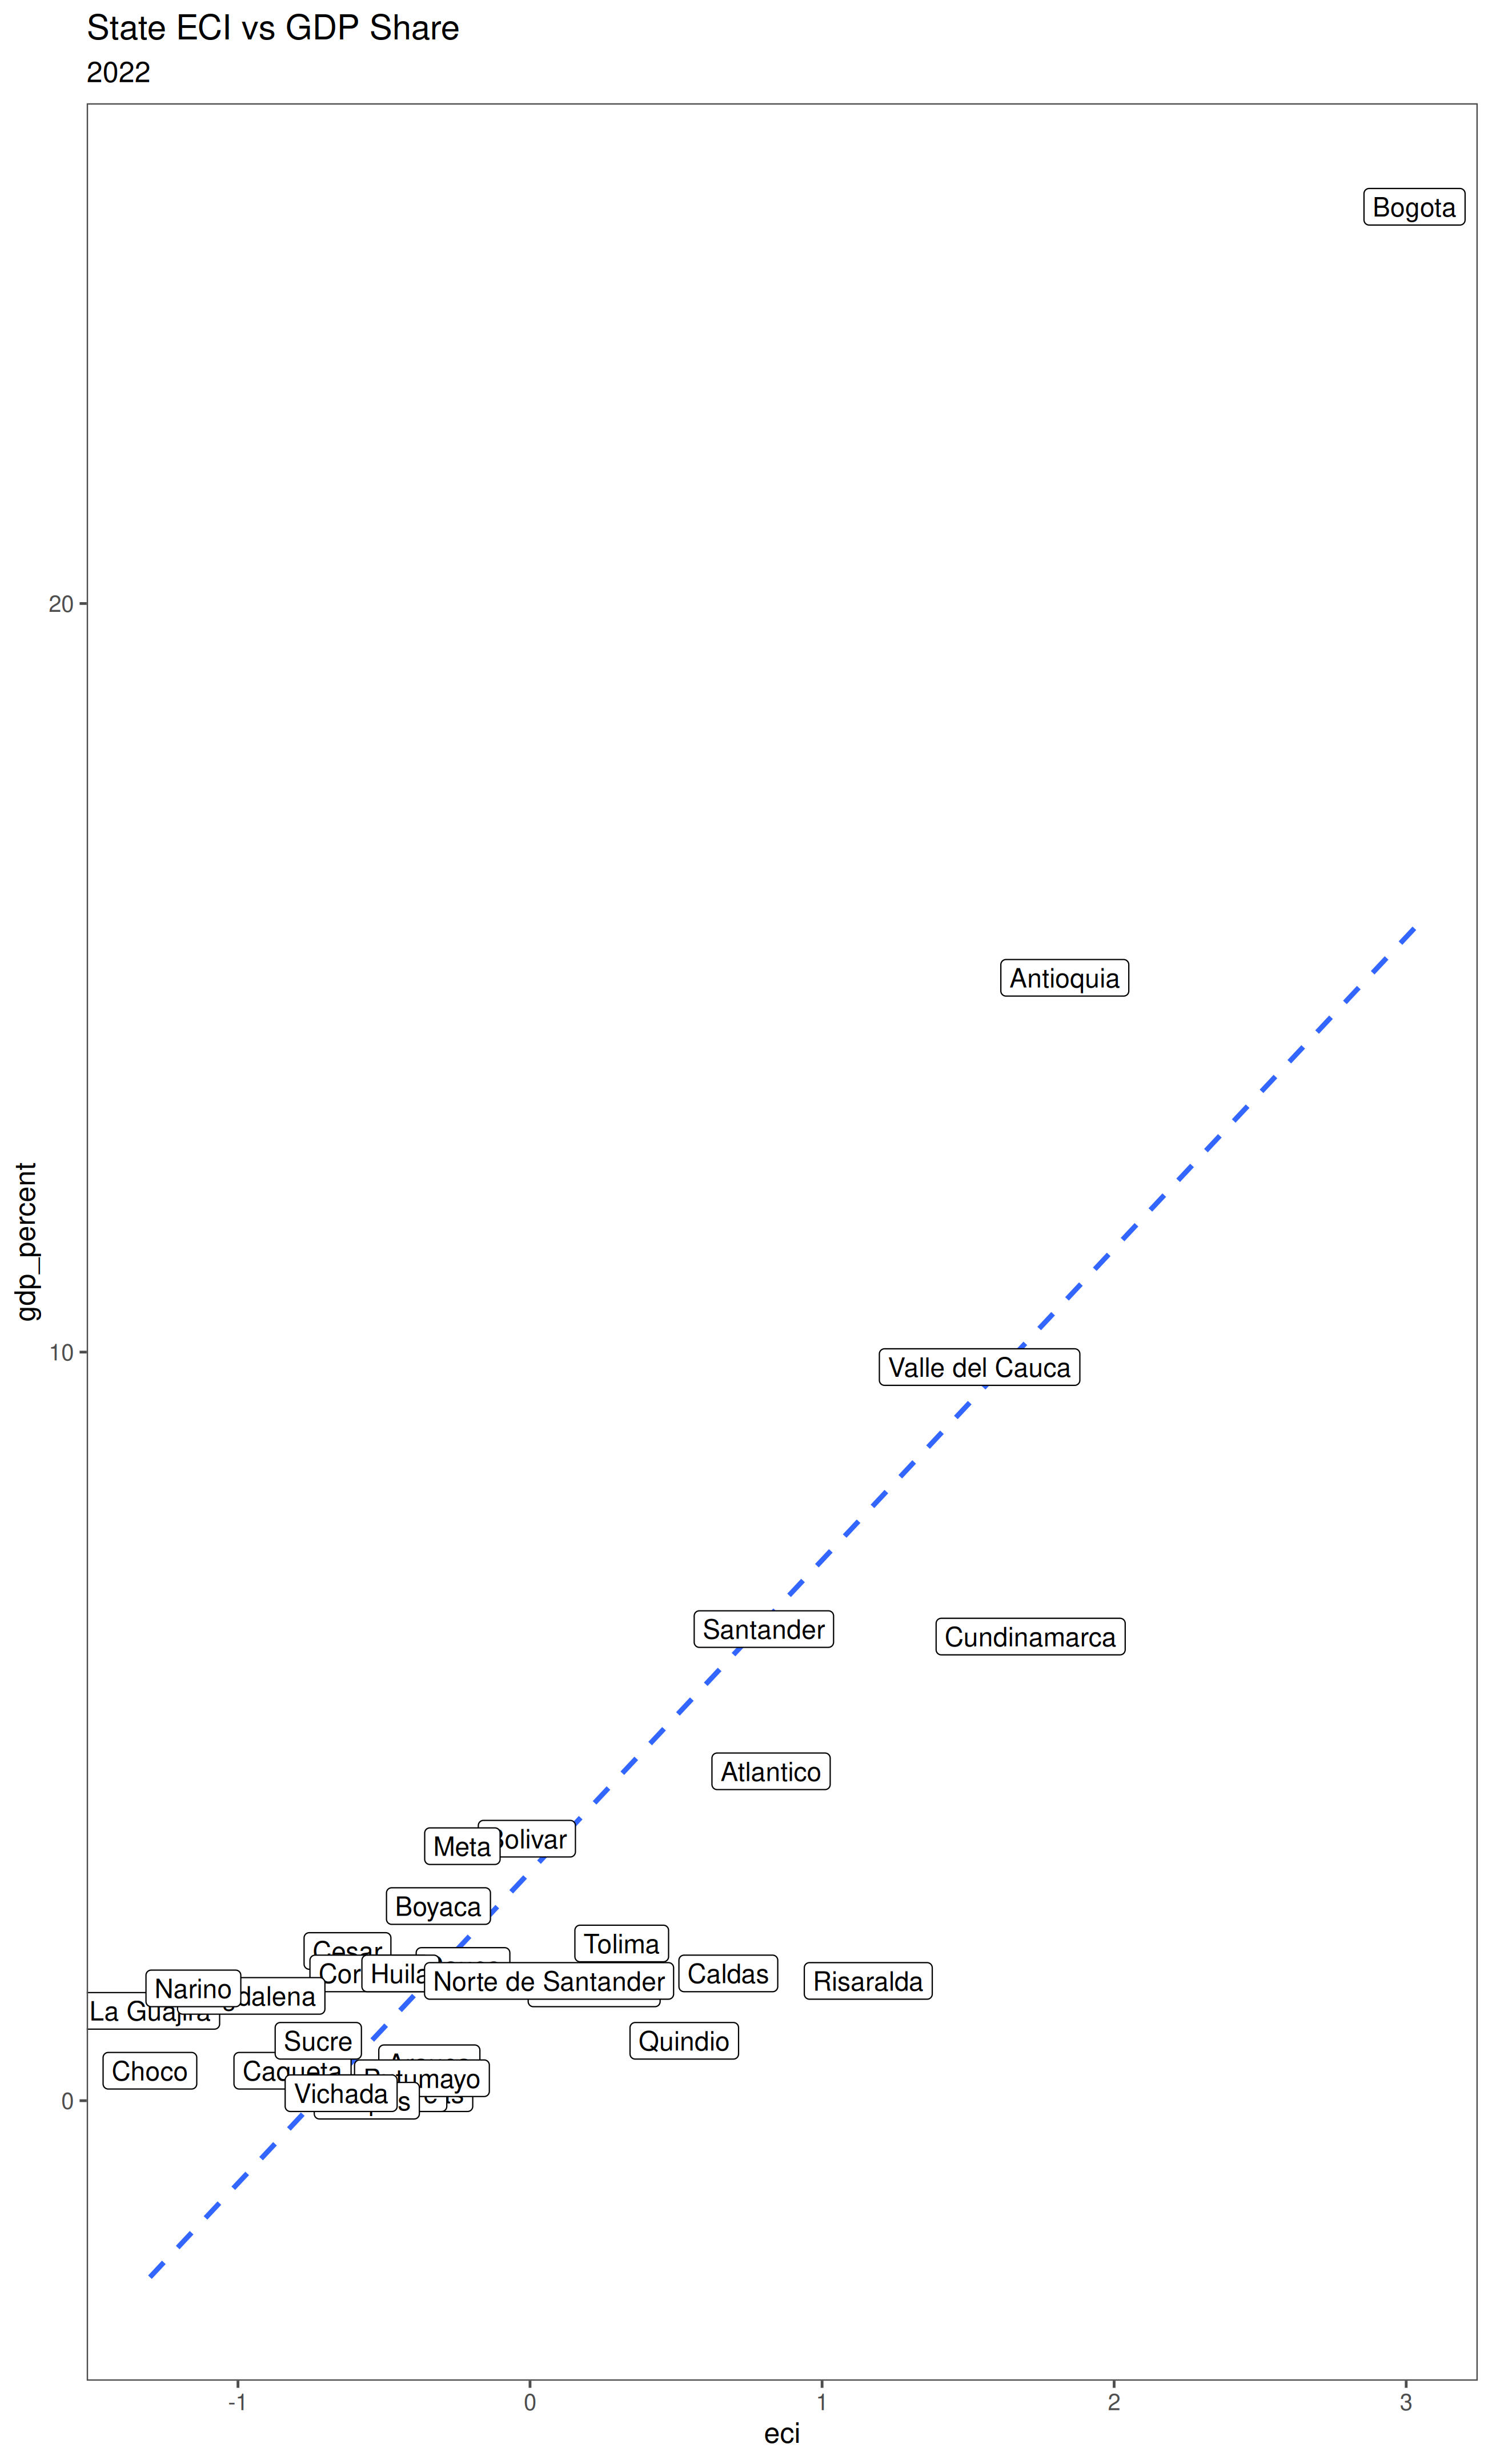 State ECI vs GDP Share
2022
Bogota
20
Antioquia
gdp_percent
10
Valle del Cauca
Santander
Cundinamarca
Atlantico
Bolivar
Meta
Boyaca
Tolima
Cesar
Cor
Huila
Norte de Santander
Caldas
Risaralda
Narino
dalena
La Guajira
Sucre
Quindio
Choco
Caqueta
Putumayo
Vichada
0
-1
0
1
2
3
eci